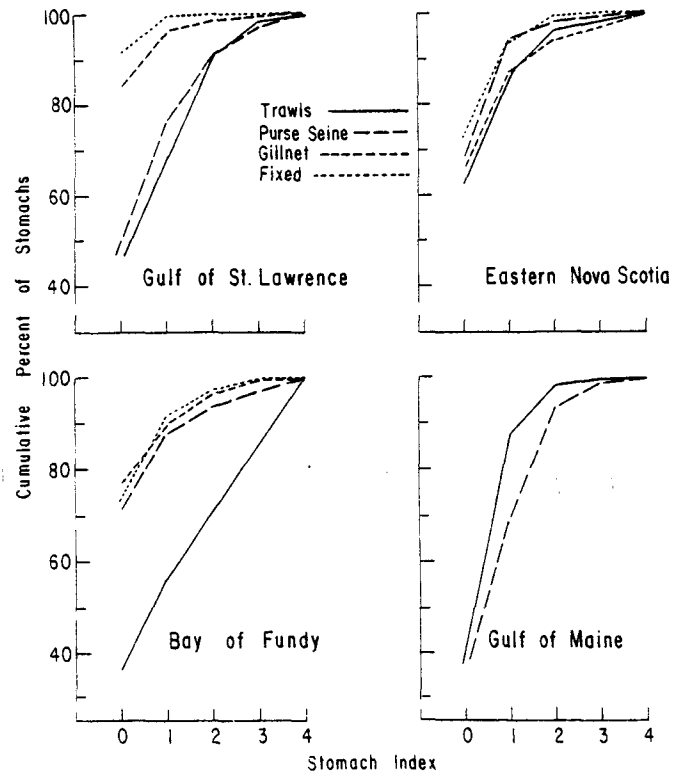 100
80
60
40
Trawis
Purse Seine
Gillnet
Fixed
Gulf of St. Lawrence
Eastern Nova Scotia
Cumulative Percent of Stomachs
100
80
60
40
Bay of Fundy
Gulf of Maine
0 1 2 3 4
0 1 2 3 4
Stomach Index